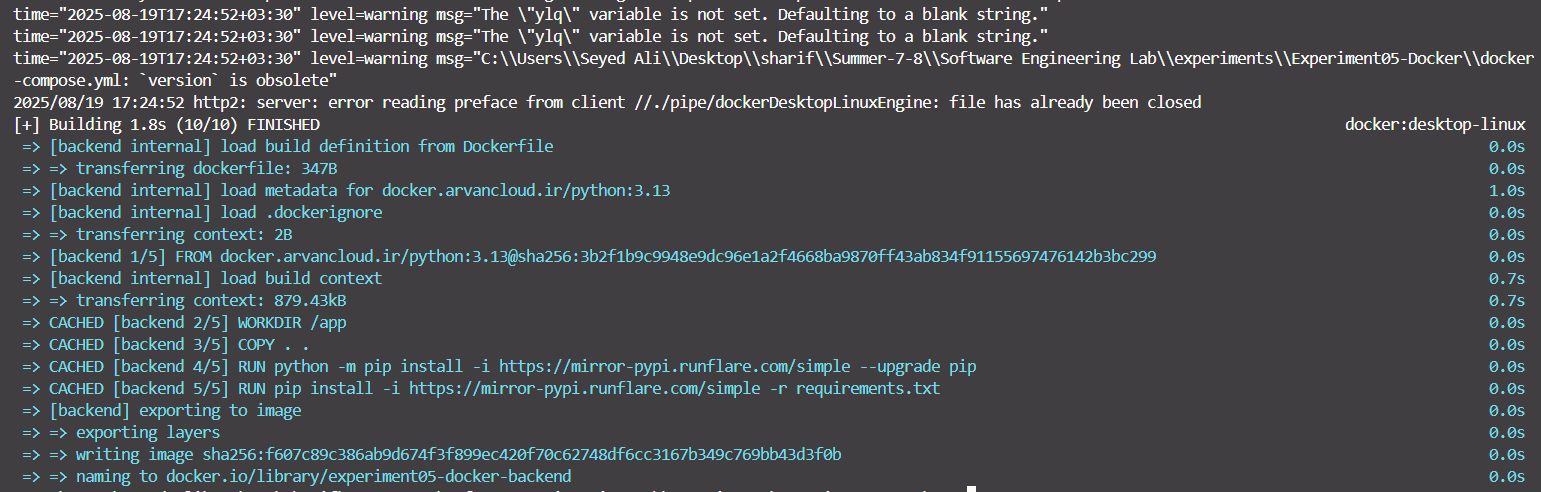 time="2025-08-19T17:24:52+03:30" level=warning msg="The \"ylq\" variable is not set. Defaulting to a blank string."
time="2025-08-19T17:24:52+03:30" level=warning msg="The \"ylq\" variable is not set. Defaulting to a blank string."
time="2025-08-19T17:24:52+03:30" level=warning msg="C:\\Users\\Seyed Ali\\Desktop\\sharif\\Summer-7-8\\Software Engineering Lab\\experiments\\Experiment05-Docker\\docker
-compose.yml: `version` is obsolete"
2025/08/19 17:24:52 http2: server: error reading preface from client //./pipe/dockerDesktopLinuxEngine: file has already been closed
[+] Building 1.8s (10/10) FINISHED docker:desktop-linux
=> [backend internal] load build definition from Dockerfile 0.0s
=> => transferring dockerfile: 347B 0.0s
=> [backend internal] load metadata for docker.arvancloud.ir/python:3.13 1.0s
=> [backend internal] load .dockerignore 0.0s
=> => transferring context: 2B 0.0s
=> [backend 1/5] FROM docker.arvancloud.ir/python:3.13@sha256:3b2f1b9c9948e9dc96e1a2f4668ba9870ff43ab834f91155697476142b3bc299 0.0s
=> [backend internal] load build context 0.7s
=> => transferring context: 879.43kB 0.7s
=> CACHED [backend 2/5] WORKDIR /app 0.0s
=> CACHED [backend 3/5] COPY . . 0.0s
=> CACHED [backend 4/5] RUN python -m pip install -i https://mirror-pypi.runflare.com/simple --upgrade pip 0.0s
=> CACHED [backend 5/5] RUN pip install -i https://mirror-pypi.runflare.com/simple -r requirements.txt 0.0s
=> [backend] exporting to image 0.0s
=> => exporting layers 0.0s
=> => writing image sha256:f607c89c386ab9d674f3f899ec420f70c62748df6cc3167b349c769bb43d3f0b 0.0s
=> => naming to docker.io/library/experiment05-docker-backend 0.0s